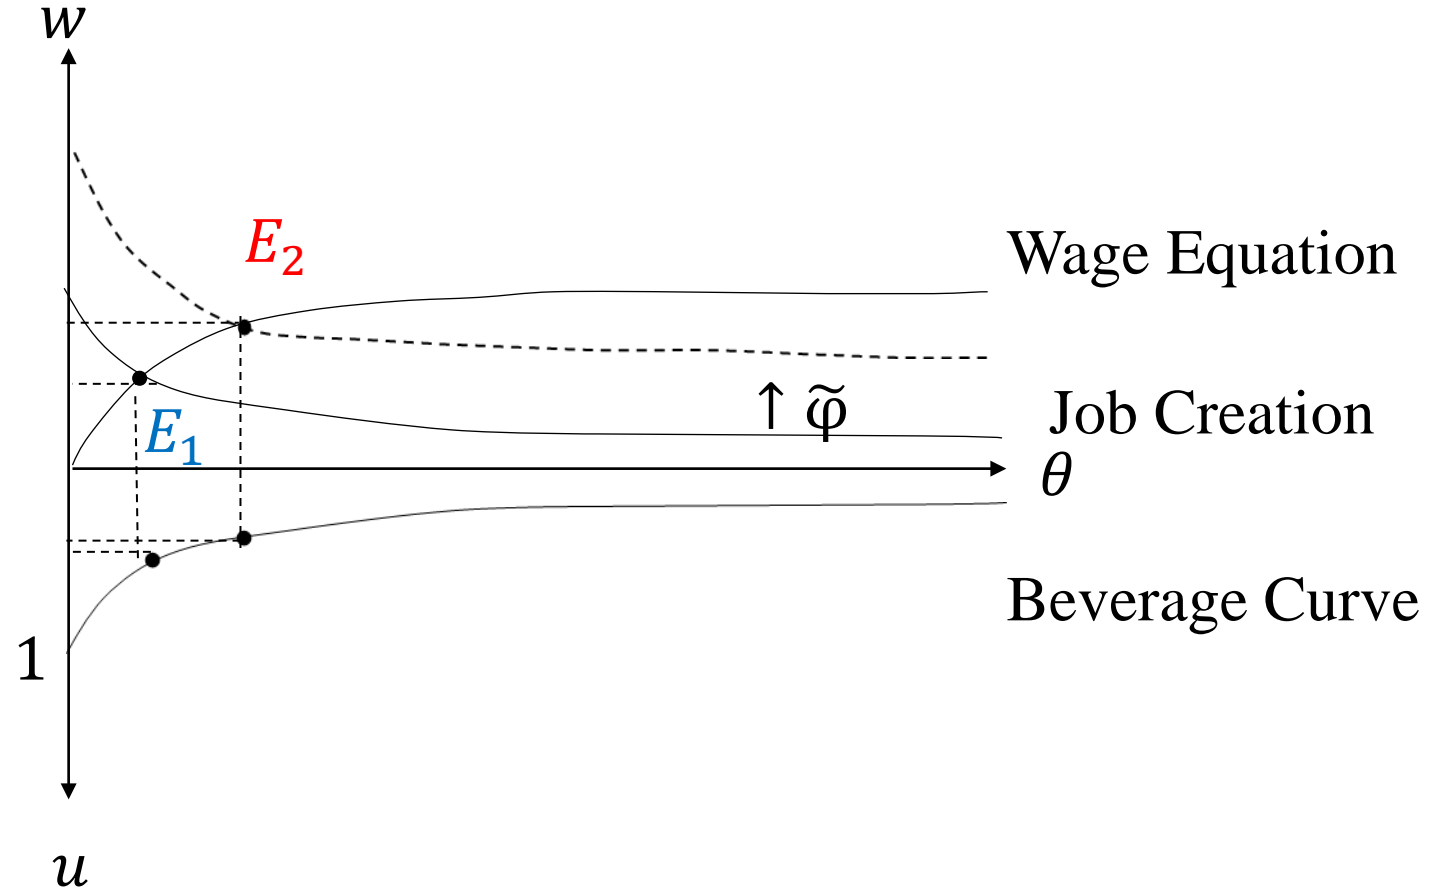 w
E₂
Wage Equation
↑ φ̃
Job Creation
E₁
θ
Beverage Curve
1
u